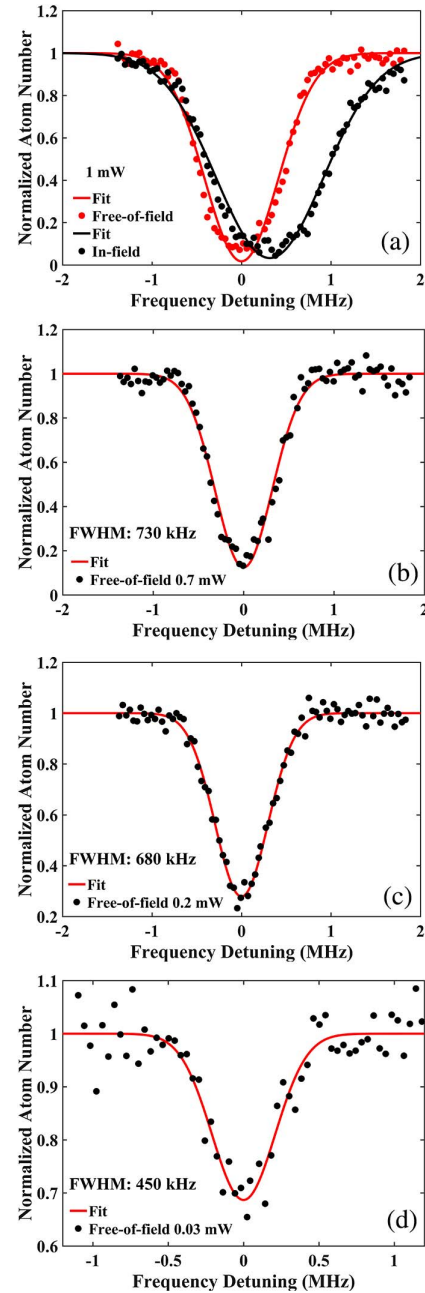 1.2
1
0.8
0.6
0.4
0.2
0
Normalized Atom Number
1 mW
Fit
Free-of-field
Fit
In-field
(a)
-2
-1
0
1
2
Frequency Detuning (MHz)
1.2
1
0.8
0.6
0.4
0.2
0
Normalized Atom Number
FWHM: 730 kHz
Fit
Free-of-field 0.7 mW
(b)
-2
-1
0
1
2
Frequency Detuning (MHz)
1.2
1
0.8
0.6
0.4
0.2
Normalized Atom Number
FWHM: 680 kHz
Fit
Free-of-field 0.2 mW
(c)
-2
-1
0
1
2
Frequency Detuning (MHz)
1.1
1
0.9
0.8
0.7
0.6
Normalized Atom Number
FWHM: 450 kHz
Fit
Free-of-field 0.03 mW
(d)
-1
-0.5
0
0.5
1
Frequency Detuning (MHz)